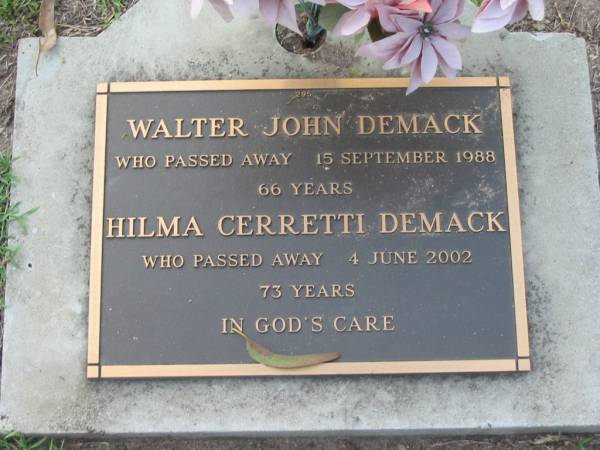 296
WALTER JOHN DEMACK
WHO PASSED AWAY 15 SEPTEMBER 1988
66 YEARS
HILMA CERRETTI DEMACK
WHO PASSED AWAY 4 JUNE 2002
73 YEARS
IN GOD'S CARE